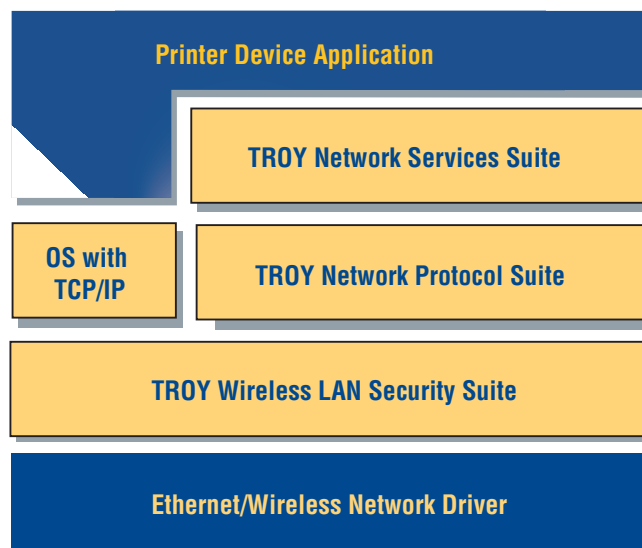 Printer Device Application
TROY Network Services Suite
OS with
TCP/IP
TROY Network Protocol Suite
TROY Wireless LAN Security Suite
Ethernet/Wireless Network Driver